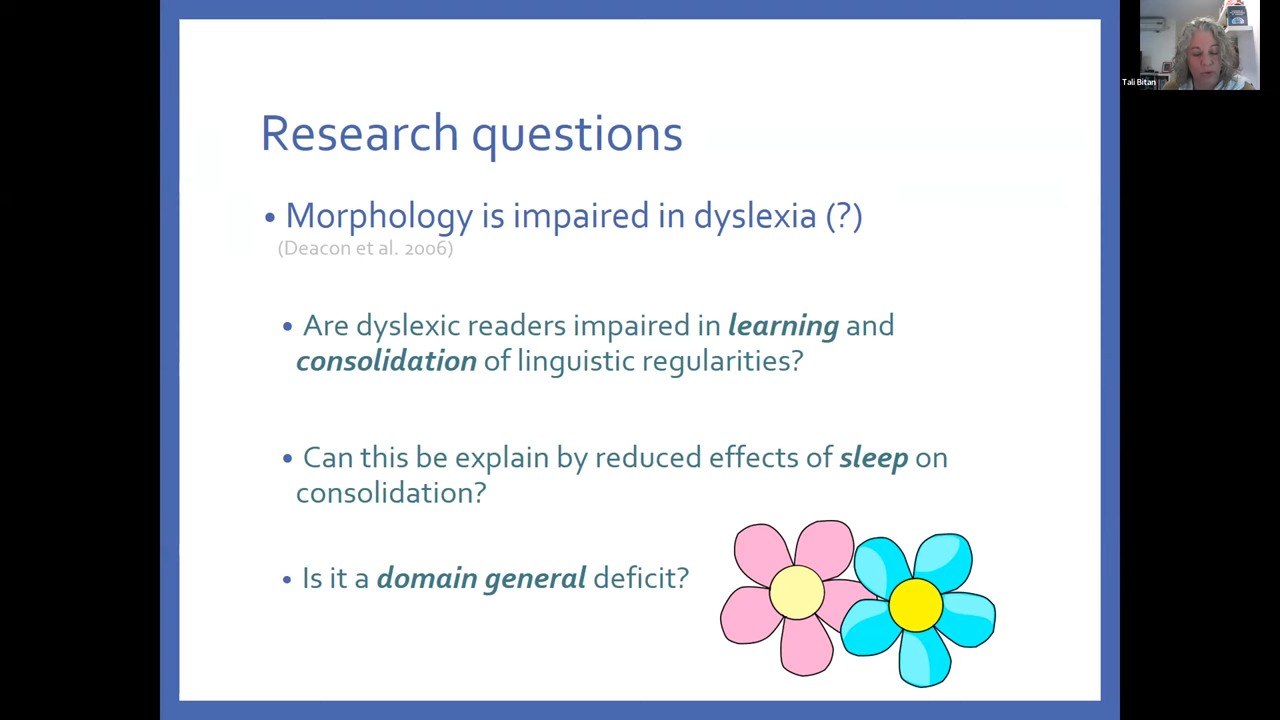 Research questions
• Morphology is impaired in dyslexia (?)
(Deacon et al. 2006)
• Are dyslexic readers impaired in learning and
consolidation of linguistic regularities?
• Can this be explain by reduced effects of sleep on
consolidation?
• Is it a domain general deficit?
Tali Bitan